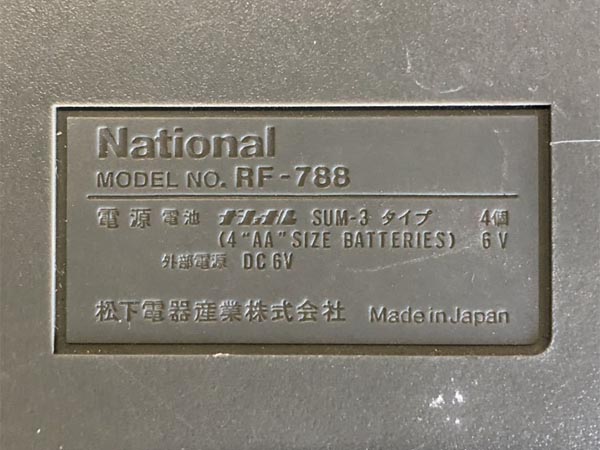 National
MODEL NO. RF-788
電源 電池 ナショナル SUM-3 タイプ 4個
(4 "AA" SIZE BATTERIES) 6V
外部電源 DC 6V
松下電器産業株式会社 Made in Japan